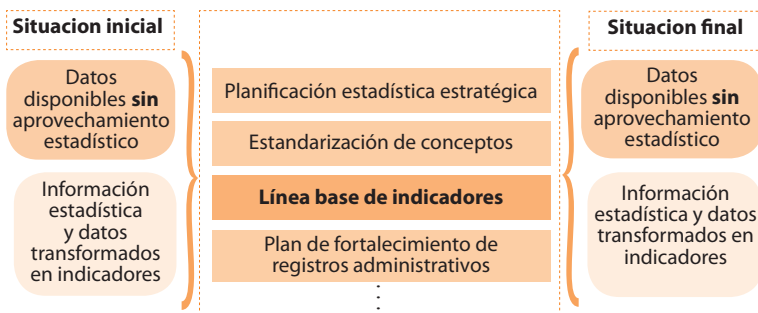 Situacion inicial
Datos
disponibles sin
aprovechamiento
estadístico
Información
estadística
y datos
transformados
en indicadores
Planificación estadística estratégica
Estandarización de conceptos
Línea base de indicadores
Plan de fortalecimiento de
registros administrativos
Situacion final
Datos
disponibles sin
aprovechamiento
estadístico
Información
estadística y datos
transformados en
indicadores